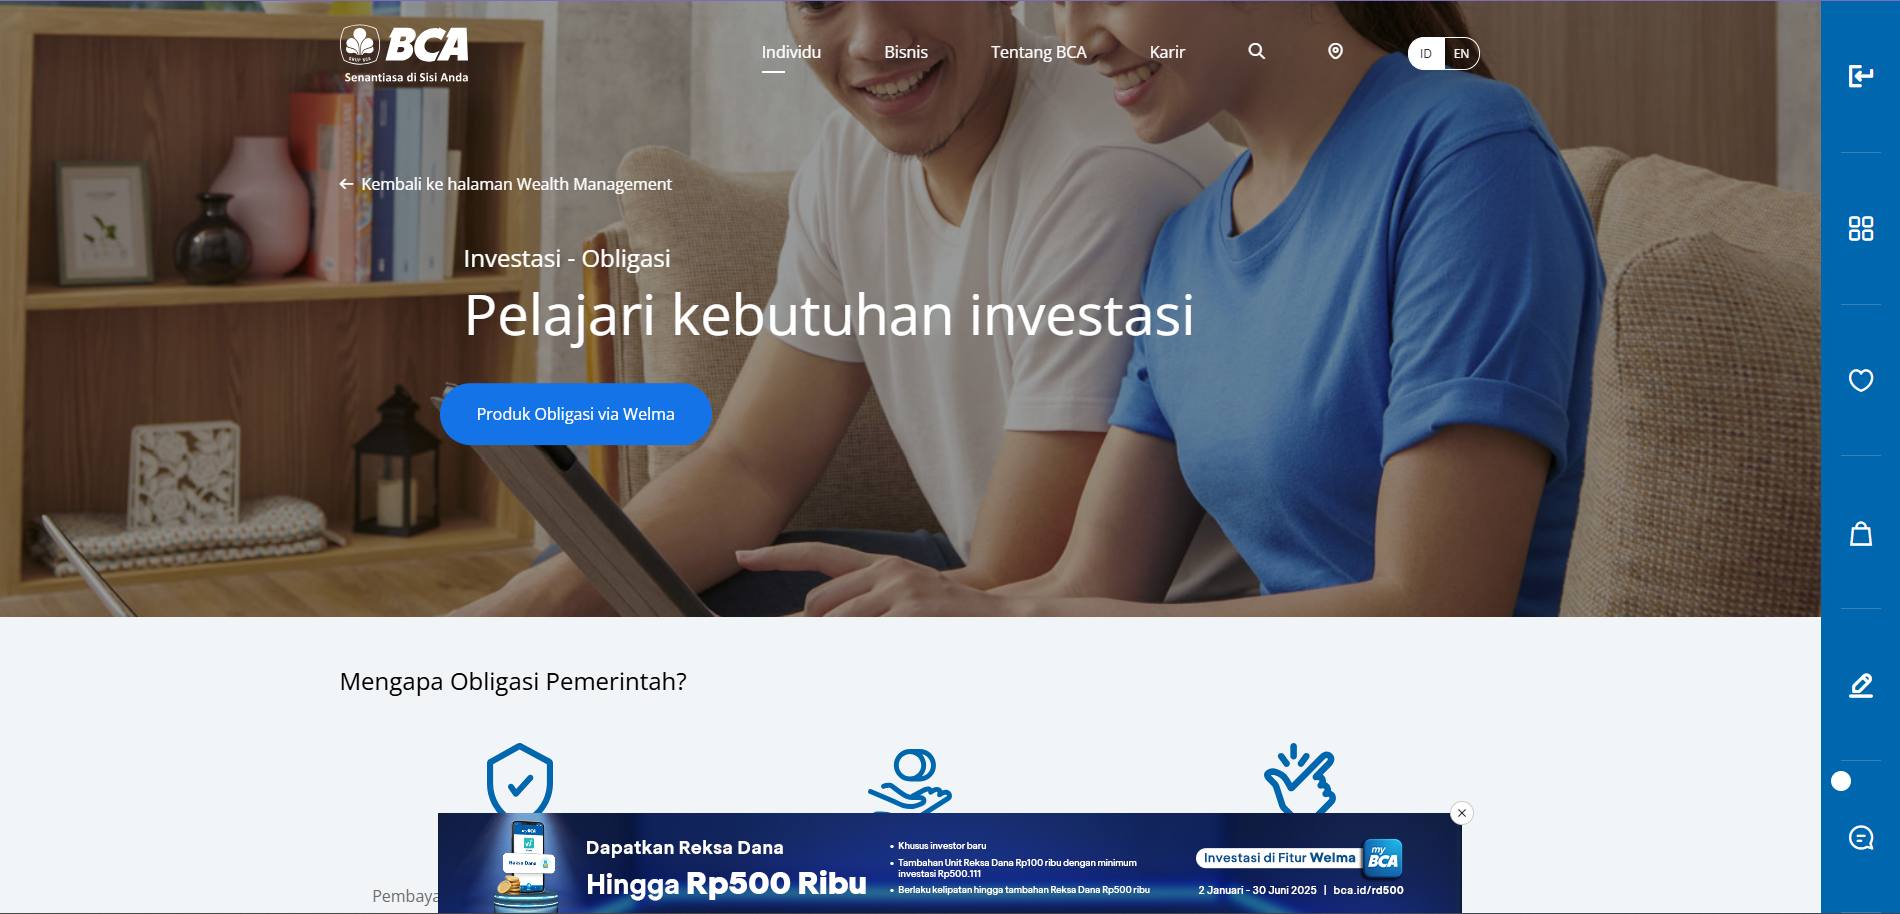 BCA
Senantiasa di Sisi Anda
Individu
Bisnis
Tentang BCA
Karir
ID
EN
← Kembali ke halaman Wealth Management
Investasi - Obligasi
Pelajari kebutuhan investasi
Produk Obligasi via Welma
Mengapa Obligasi Pemerintah?
Pembaya
Reksa Dana
Dapatkan Reksa Dana
Hingga Rp500 Ribu
• Khusus investor baru
• Tambahan Unit Reksa Dana Rp100 ribu dengan minimum
investasi Rp500.111
• Berlaku kelipatan hingga tambahan Reksa Dana Rp500 ribu
Investasi di Fitur Welma
my
BCA
2 Januari - 30 Juni 2025 | bca.id/rd500